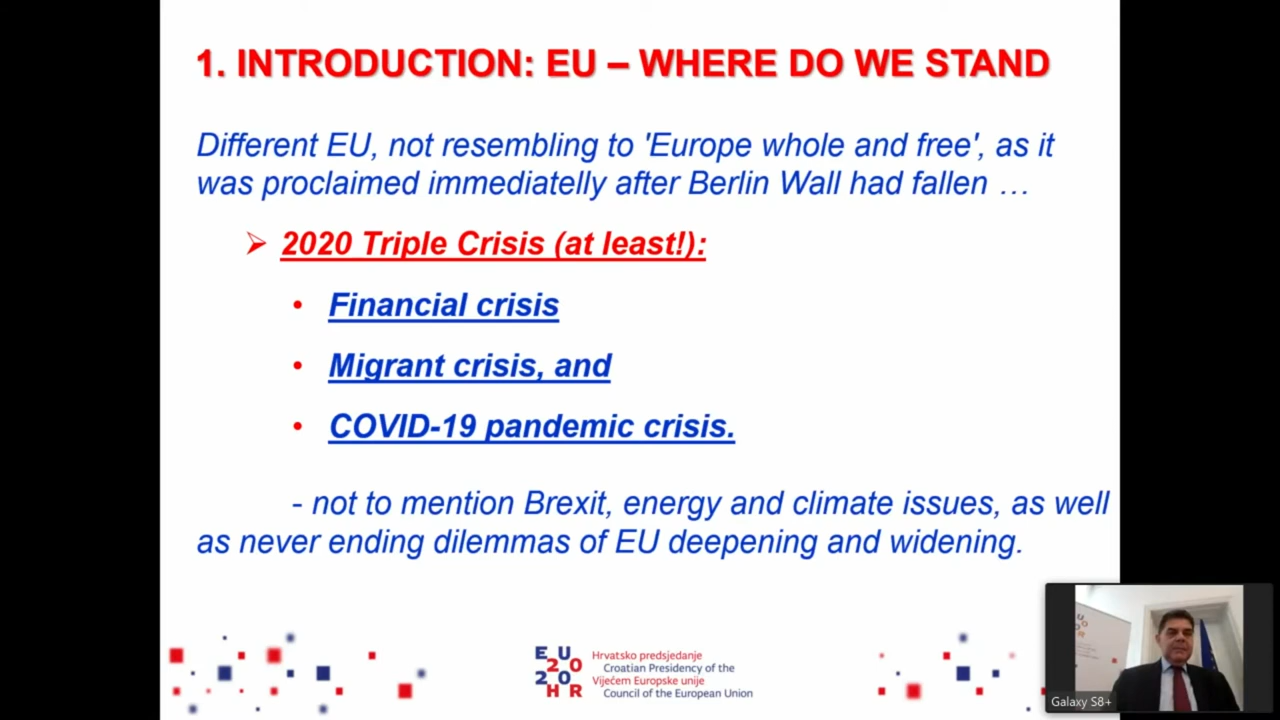 1. INTRODUCTION: EU – WHERE DO WE STAND
Different EU, not resembling to 'Europe whole and free', as it
was proclaimed immediatelly after Berlin Wall had fallen …
➢ 2020 Triple Crisis (at least!):
• Financial crisis
• Migrant crisis, and
• COVID-19 pandemic crisis.
- not to mention Brexit, energy and climate issues, as well
as never ending dilemmas of EU deepening and widening.
EU
20
20
HR
Hrvatsko predsjedanje
Croatian Presidency of the
Vijećem Europske unije
Council of the European Union
Galaxy S8+